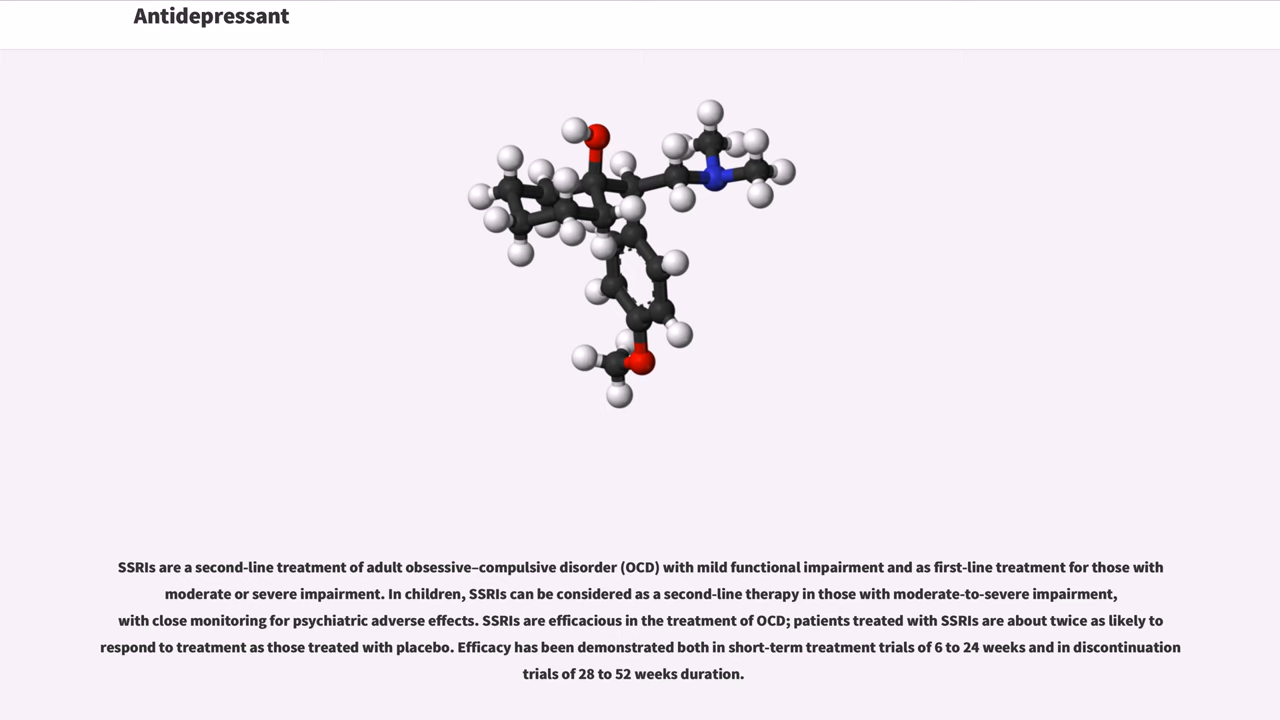 Antidepressant
SSRIs are a second-line treatment of adult obsessive–compulsive disorder (OCD) with mild functional impairment and as first-line treatment for those with
moderate or severe impairment. In children, SSRIs can be considered as a second-line therapy in those with moderate-to-severe impairment,
with close monitoring for psychiatric adverse effects. SSRIs are efficacious in the treatment of OCD; patients treated with SSRIs are about twice as likely to
respond to treatment as those treated with placebo. Efficacy has been demonstrated both in short-term treatment trials of 6 to 24 weeks and in discontinuation
trials of 28 to 52 weeks duration.